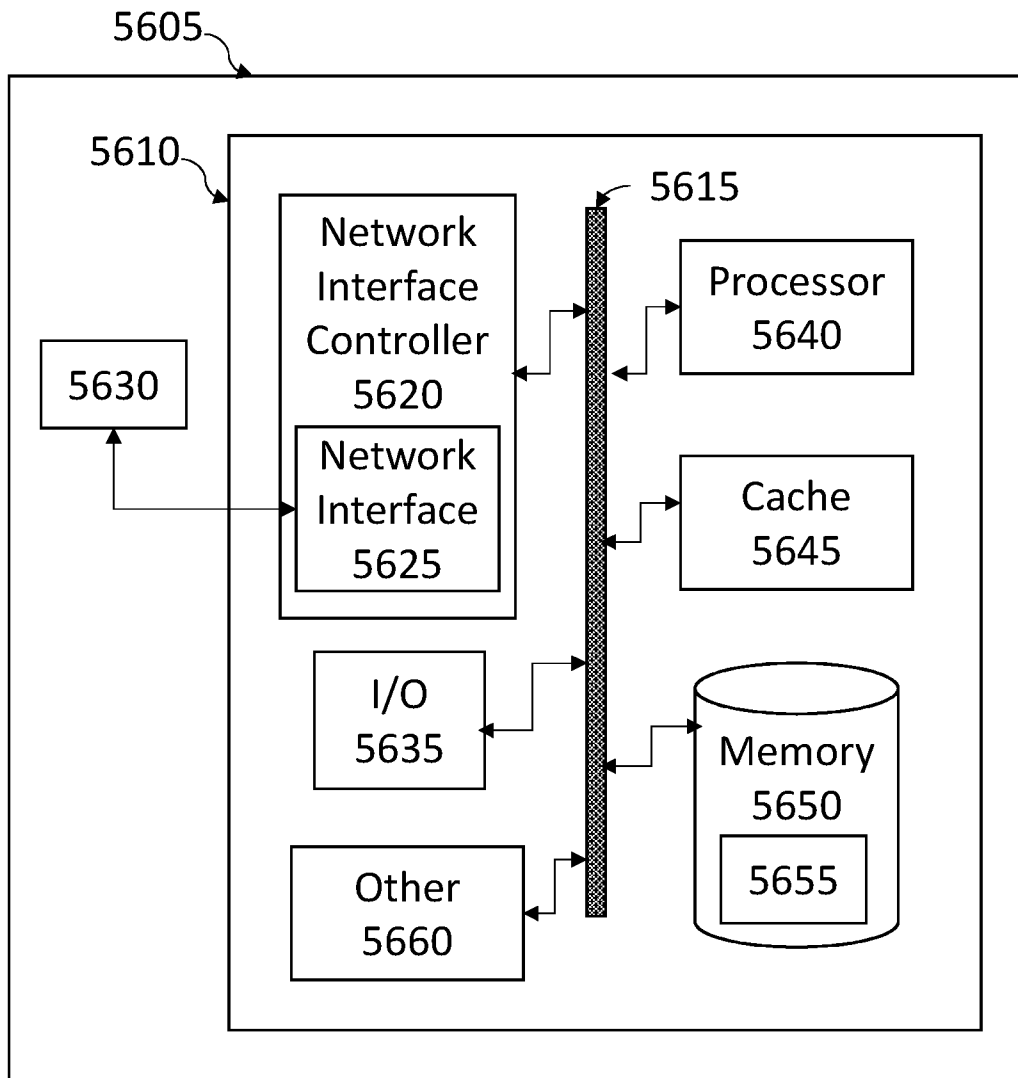 5605
5610
5615
Network
Interface
Controller
5620
Network
Interface
5625
5630
Processor
5640
Cache
5645
I/O
5635
Memory
5650
5655
Other
5660